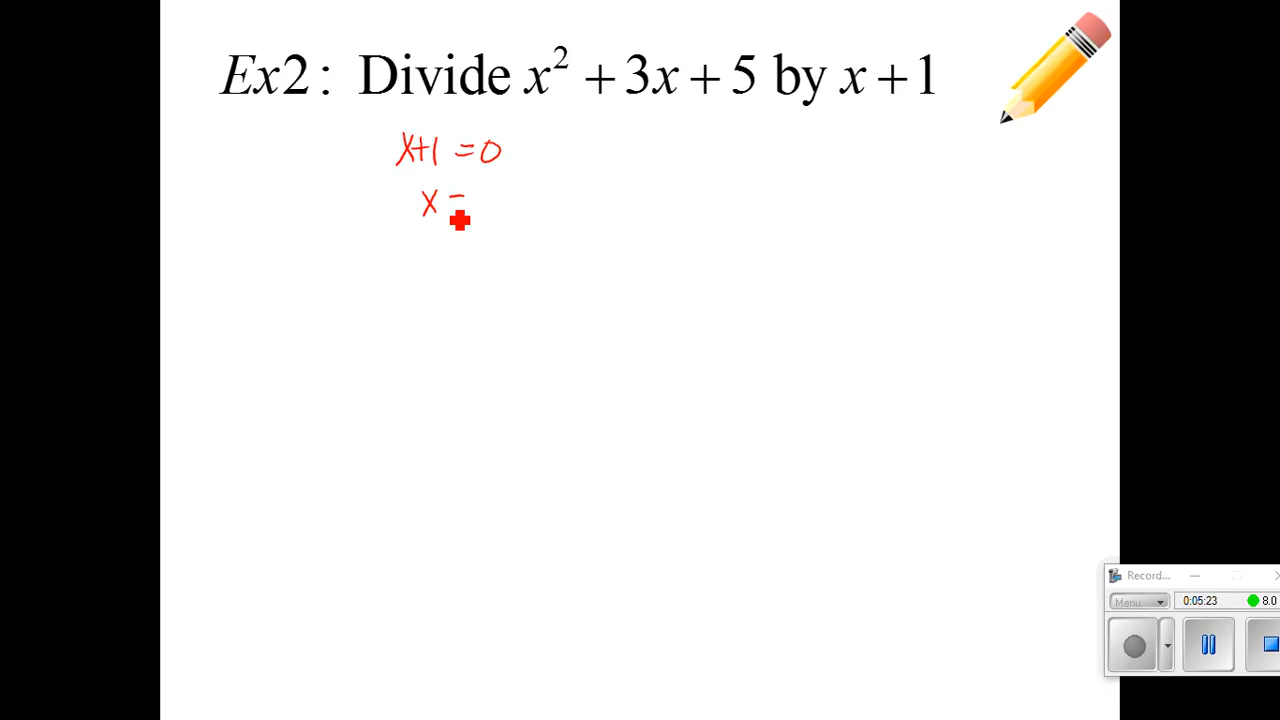 Ex2: Divide x² + 3x + 5 by x + 1
x+1 = 0
x =
Record...
Menu
0:05:23
8.0